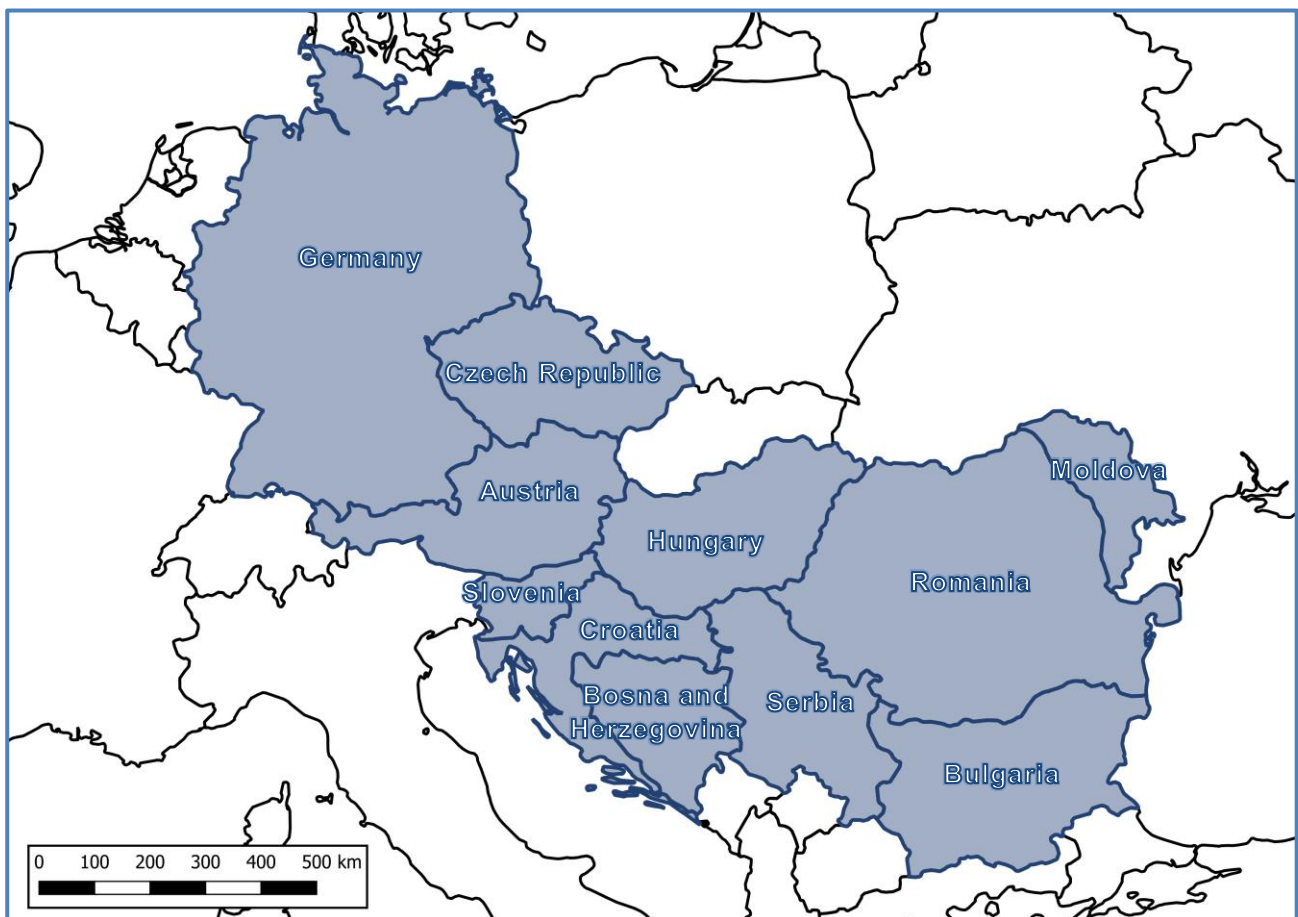 Germany
Czech Republic
Moldova
Austria
Hungary
Romania
Slovenia
Croatia
Bosna and
Herzegovina
Serbia
Bulgaria
0 100 200 300 400 500 km